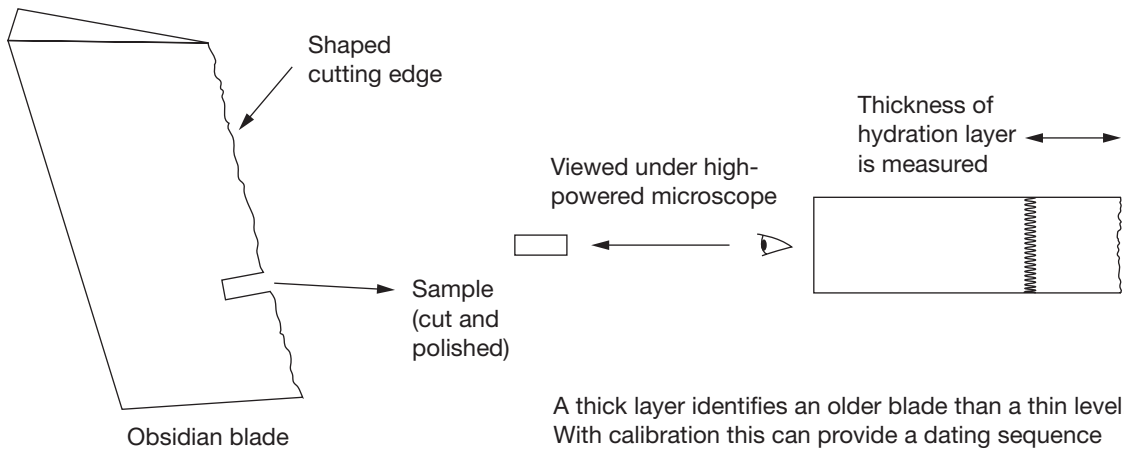 Shaped
cutting edge
Thickness of
hydration layer
is measured
Viewed under high-
powered microscope
Sample
(cut and
polished)
Obsidian blade
A thick layer identifies an older blade than a thin level
With calibration this can provide a dating sequence